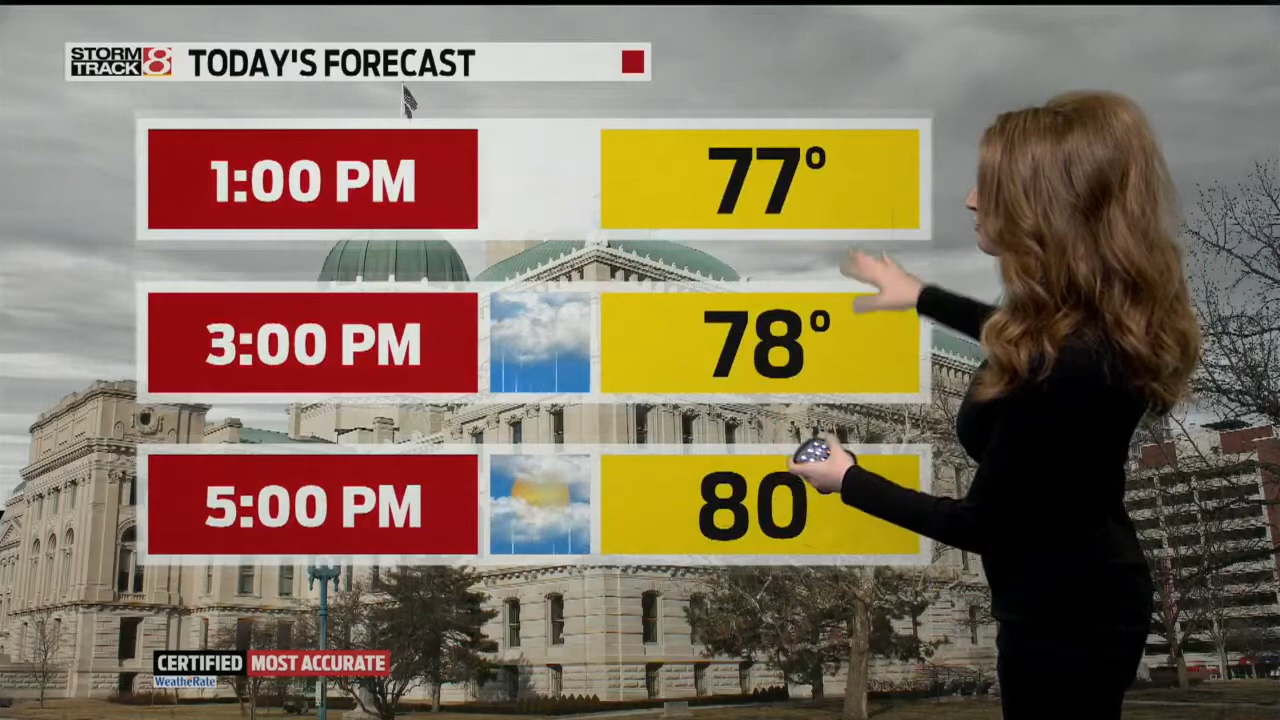 STORM
TRACK 8
TODAY'S FORECAST
1:00 PM
77°
3:00 PM
78°
5:00 PM
80
CERTIFIED MOST ACCURATE
WeatheRate